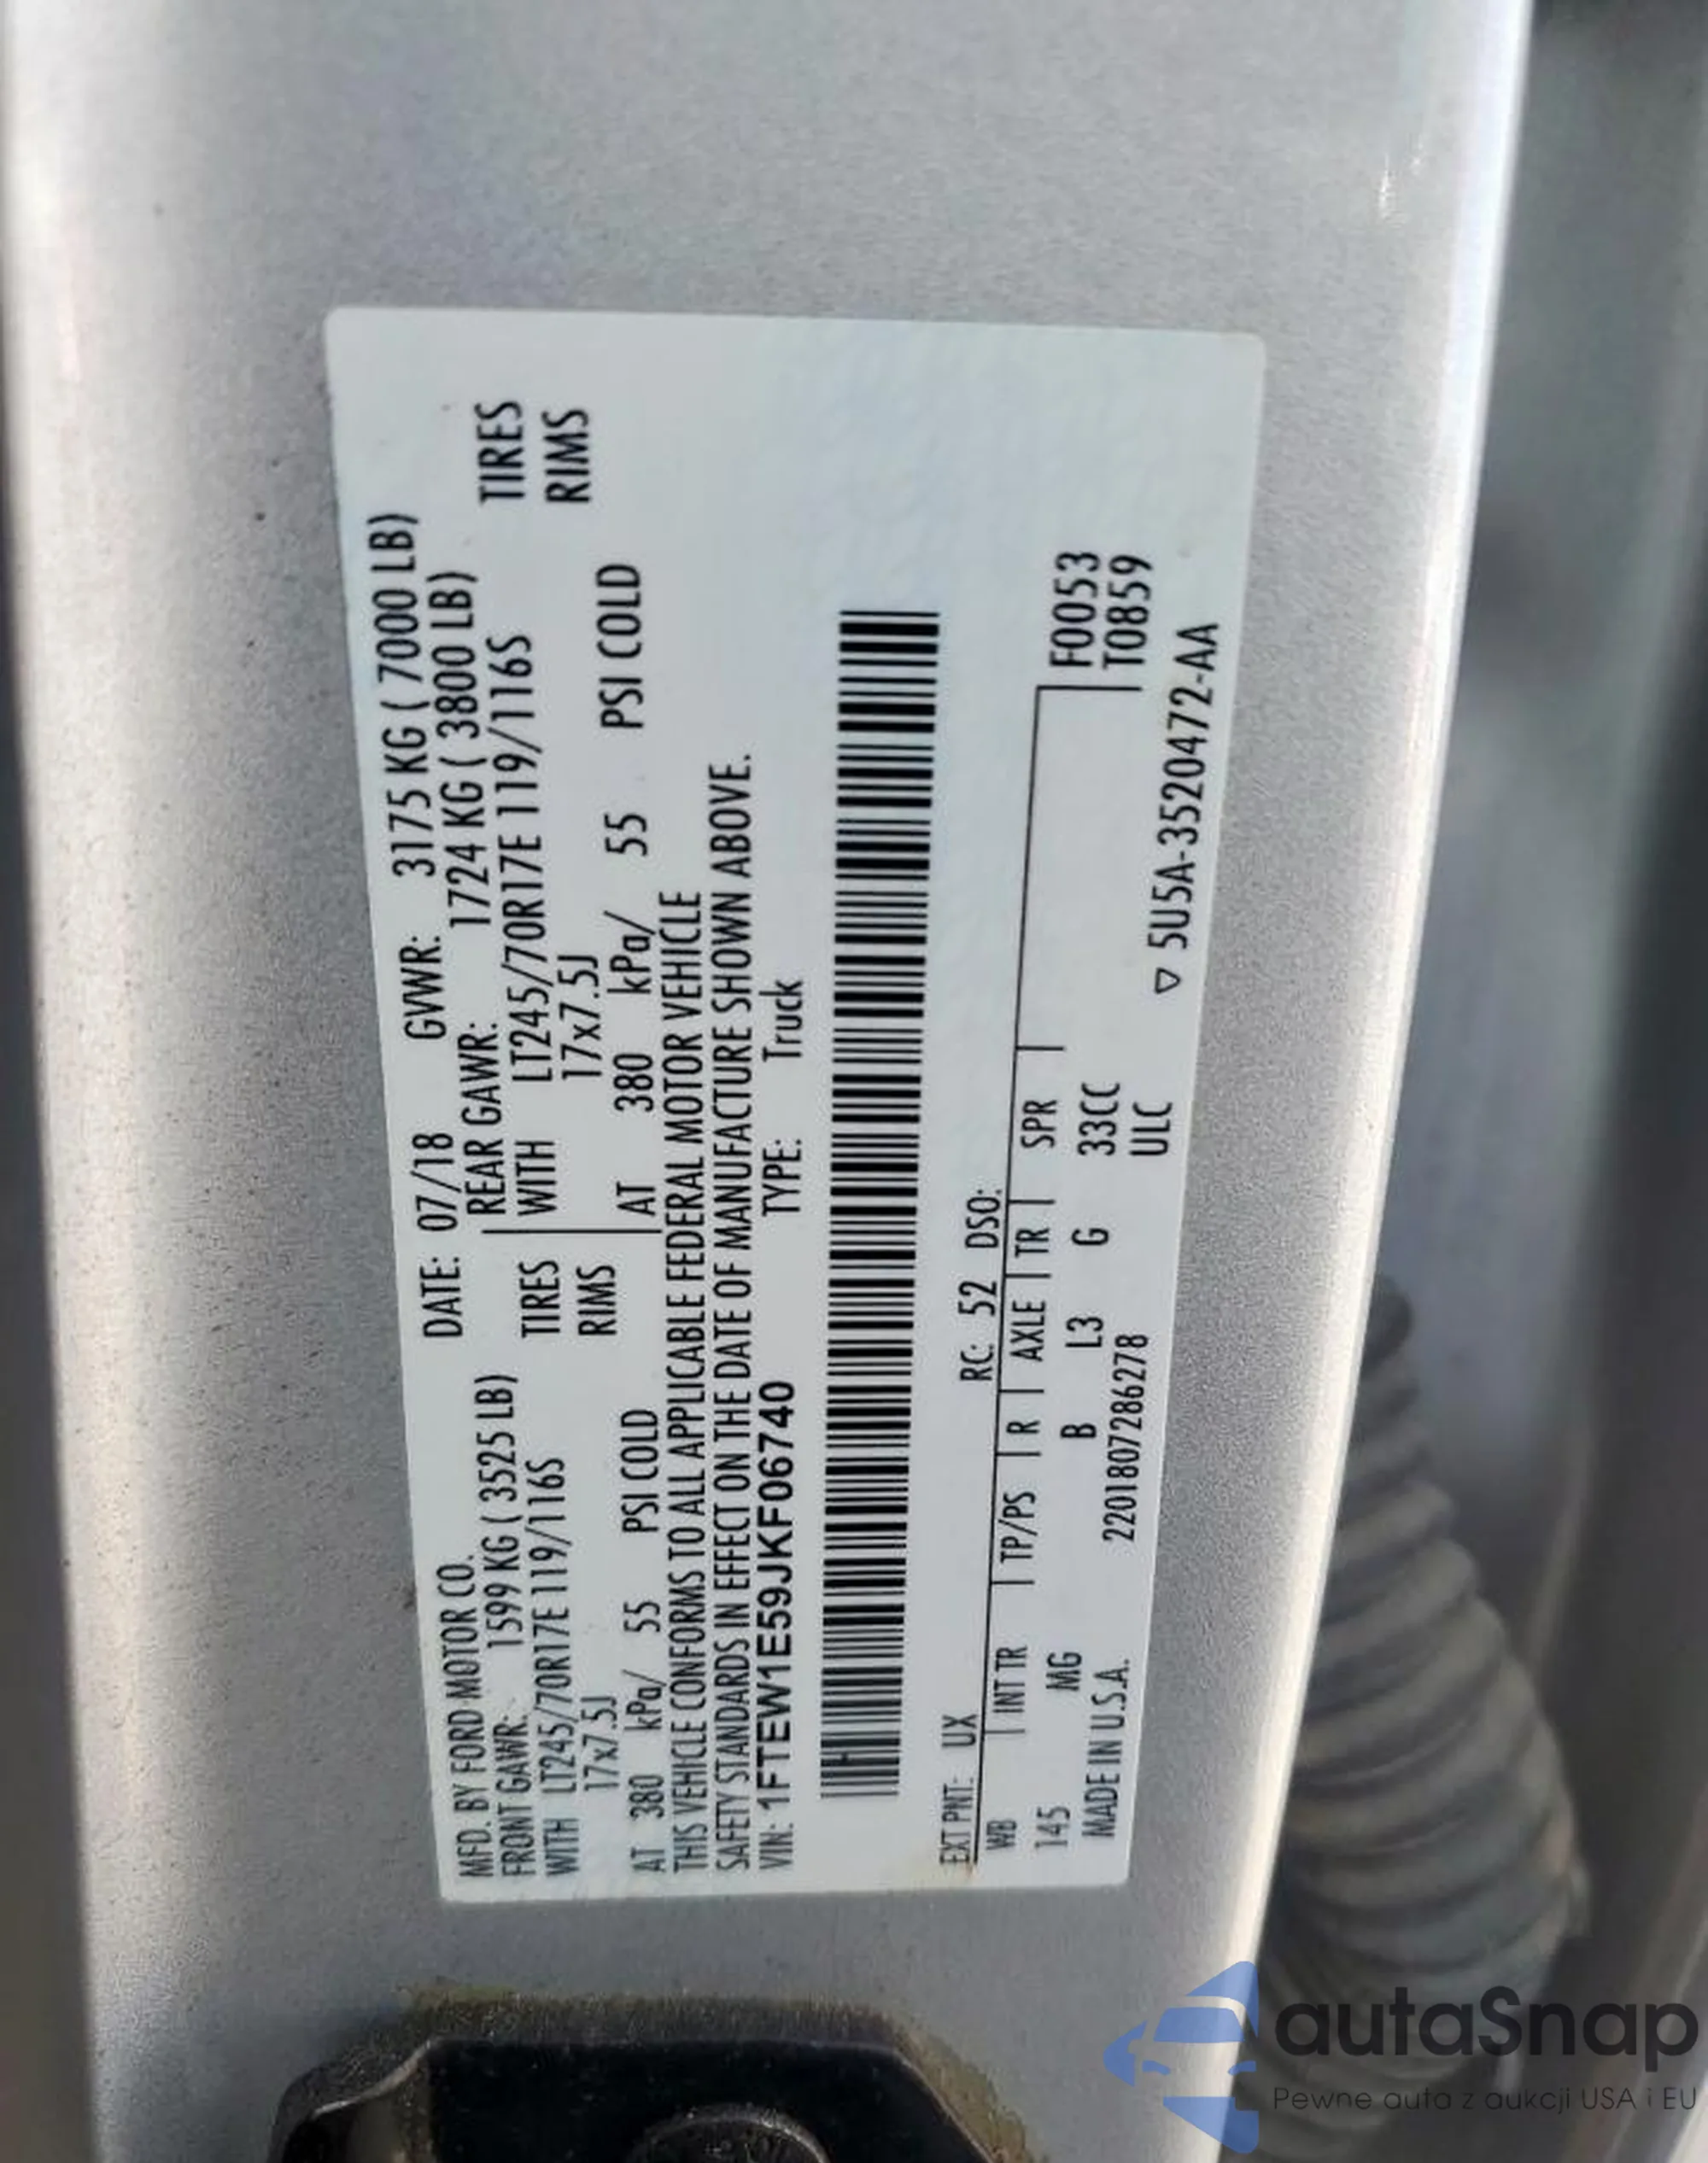 MFD. BY FORD MOTOR CO.
DATE: 07/18 GVWR: 3175 KG ( 7000 LB)
FRONT GAWR: 1599 KG ( 3525 LB)
REAR GAWR: 1724 KG ( 3800 LB)
WITH LT245/70R17E 119/116S TIRES
WITH LT245/70R17E 119/116S TIRES
17x7.5J RIMS
17x7.5J RIMS
AT 380 kPa/ 55 PSI COLD
AT 380 kPa/ 55 PSI COLD
THIS VEHICLE CONFORMS TO ALL APPLICABLE FEDERAL MOTOR VEHICLE
SAFETY STANDARDS IN EFFECT ON THE DATE OF MANUFACTURE SHOWN ABOVE.
VIN: 1FTEW1E59JKF06740 TYPE: Truck
EXT PNT: UX RC: 52 DSO:
WB INT TR TP/PS R AXLE TR SPR F0053
145 MG B L3 G 33CC T0859
MADE IN U.S.A. 2201807286278 ULC
▽ 5U5A-3520472-AA
autaSnap
Pewne auta z aukcji USA i EU